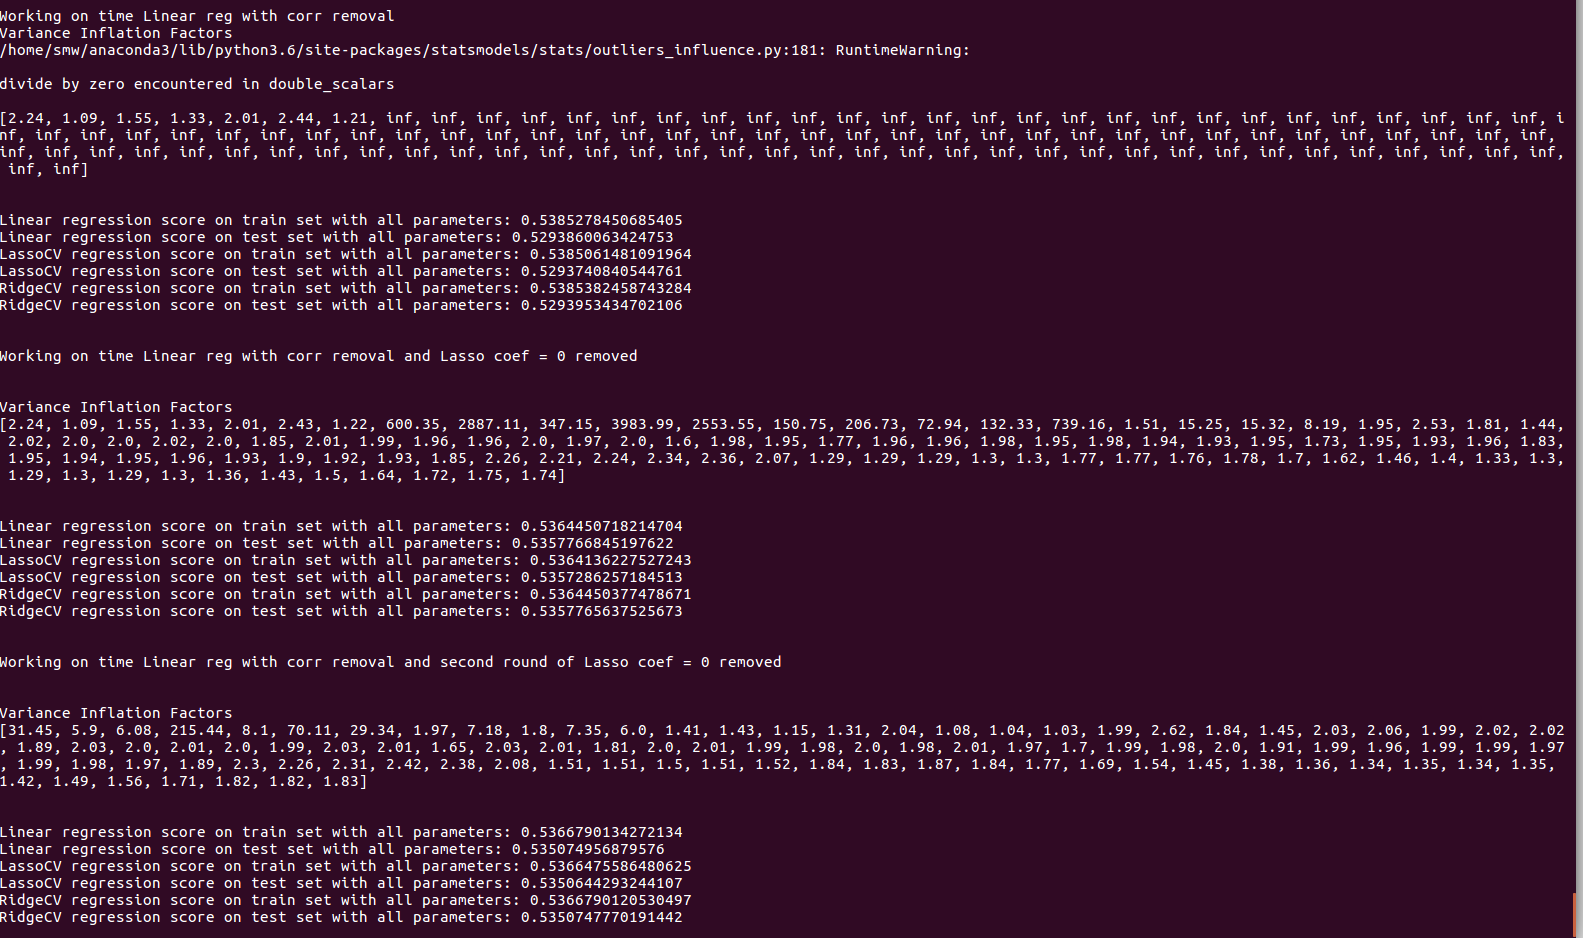 Working on time Linear reg with corr removal
Variance Inflation Factors
/home/smw/anaconda3/lib/python3.6/site-packages/statsmodels/stats/outliers_influence.py:181: RuntimeWarning:
divide by zero encountered in double_scalars
[2.24, 1.09, 1.55, 1.33, 2.01, 2.44, 1.21, inf, inf, inf, inf, inf, inf, inf, inf, inf, inf, inf, inf, inf, inf, inf, inf, inf, inf, inf, inf, inf, inf, inf, inf, inf, inf, i
nf, inf, inf, inf, inf, inf, inf, inf, inf, inf, inf, inf, inf, inf, inf, inf, inf, inf, inf, inf, inf, inf, inf, inf, inf, inf, inf, inf, inf, inf, inf, inf, inf, inf, inf,
inf, inf, inf, inf, inf, inf, inf, inf, inf, inf, inf, inf, inf, inf, inf, inf, inf, inf, inf, inf, inf, inf, inf, inf, inf, inf, inf, inf, inf, inf, inf, inf, inf, inf, inf,
inf, inf]
Linear regression score on train set with all parameters: 0.5385278450685405
Linear regression score on test set with all parameters: 0.5293860063424753
LassoCV regression score on train set with all parameters: 0.5385061481091964
LassoCV regression score on test set with all parameters: 0.5293740840544761
RidgeCV regression score on train set with all parameters: 0.5385382458743284
RidgeCV regression score on test set with all parameters: 0.5293953434702106
Working on time Linear reg with corr removal and Lasso coef = 0 removed
Variance Inflation Factors
[2.24, 1.09, 1.55, 1.33, 2.01, 2.43, 1.22, 600.35, 2887.11, 347.15, 3983.99, 2553.55, 150.75, 206.73, 72.94, 132.33, 739.16, 1.51, 15.25, 15.32, 8.19, 1.95, 2.53, 1.81, 1.44,
2.02, 2.0, 2.0, 2.02, 2.0, 1.85, 2.01, 1.99, 1.96, 1.96, 2.0, 1.97, 2.0, 1.6, 1.98, 1.95, 1.77, 1.96, 1.96, 1.98, 1.95, 1.98, 1.94, 1.93, 1.95, 1.73, 1.95, 1.93, 1.96, 1.83,
1.95, 1.94, 1.95, 1.96, 1.93, 1.9, 1.92, 1.93, 1.85, 2.26, 2.21, 2.24, 2.34, 2.36, 2.07, 1.29, 1.29, 1.29, 1.3, 1.3, 1.77, 1.77, 1.76, 1.78, 1.7, 1.62, 1.46, 1.4, 1.33, 1.3,
1.29, 1.3, 1.29, 1.3, 1.36, 1.43, 1.5, 1.64, 1.72, 1.75, 1.74]
Linear regression score on train set with all parameters: 0.5364450718214704
Linear regression score on test set with all parameters: 0.5357766845197622
LassoCV regression score on train set with all parameters: 0.5364136227527243
LassoCV regression score on test set with all parameters: 0.5357286257184513
RidgeCV regression score on train set with all parameters: 0.5364450377478671
RidgeCV regression score on test set with all parameters: 0.5357765637525673
Working on time Linear reg with corr removal and second round of Lasso coef = 0 removed
Variance Inflation Factors
[31.45, 5.9, 6.08, 215.44, 8.1, 70.11, 29.34, 1.97, 7.18, 1.8, 7.35, 6.0, 1.41, 1.43, 1.15, 1.31, 2.04, 1.08, 1.04, 1.03, 1.99, 2.62, 1.84, 1.45, 2.03, 2.06, 1.99, 2.02, 2.02
, 1.89, 2.03, 2.0, 2.01, 2.0, 1.99, 2.03, 2.01, 1.65, 2.03, 2.01, 1.81, 2.0, 2.01, 1.99, 1.98, 2.0, 1.98, 2.01, 1.97, 1.7, 1.99, 1.98, 2.0, 1.91, 1.99, 1.96, 1.99, 1.99, 1.97
, 1.99, 1.98, 1.97, 1.89, 2.3, 2.26, 2.31, 2.42, 2.38, 2.08, 1.51, 1.51, 1.5, 1.51, 1.52, 1.84, 1.83, 1.87, 1.84, 1.77, 1.69, 1.54, 1.45, 1.38, 1.36, 1.34, 1.35, 1.34, 1.35,
1.42, 1.49, 1.56, 1.71, 1.82, 1.82, 1.83]
Linear regression score on train set with all parameters: 0.5366790134272134
Linear regression score on test set with all parameters: 0.535074956879576
LassoCV regression score on train set with all parameters: 0.5366475586480625
LassoCV regression score on test set with all parameters: 0.5350644293244107
RidgeCV regression score on train set with all parameters: 0.5366790120530497
RidgeCV regression score on test set with all parameters: 0.5350747770191442